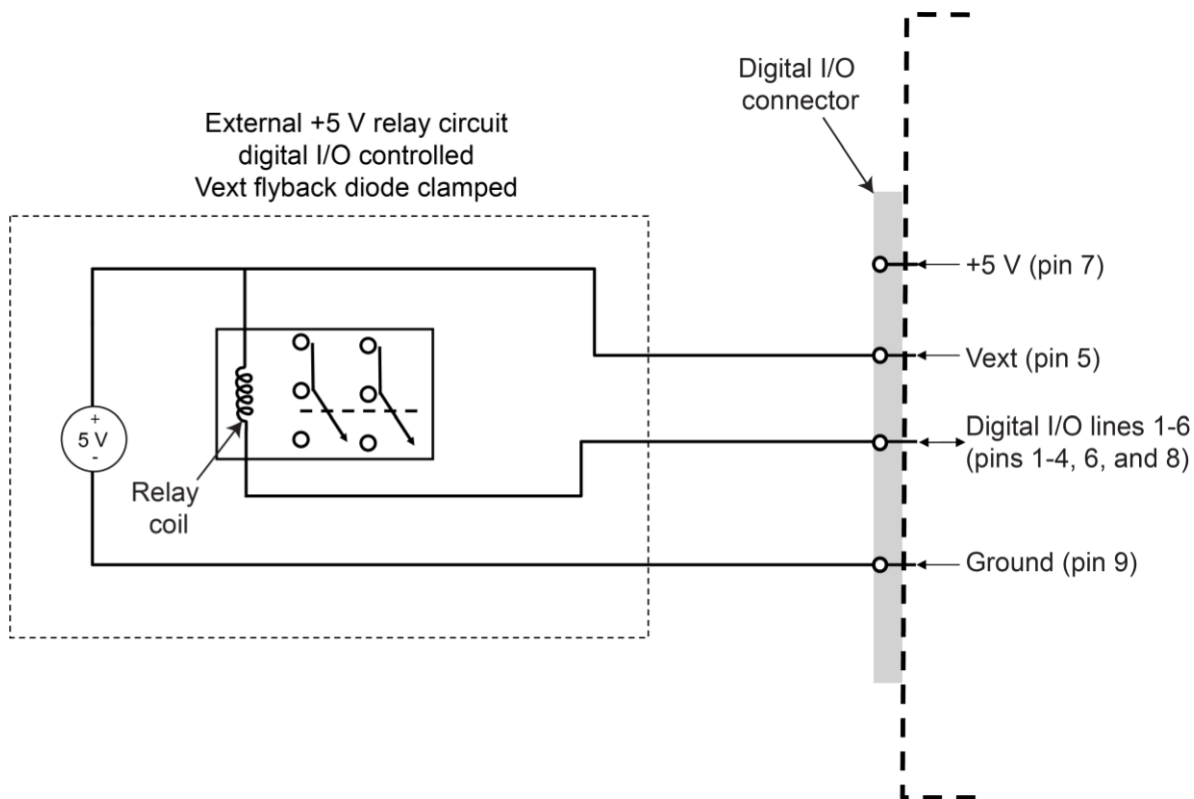 Digital I/O
connector
External +5 V relay circuit
digital I/O controlled
Vext flyback diode clamped
+5 V (pin 7)
Vext (pin 5)
+
5 V
-
Digital I/O lines 1-6
(pins 1-4, 6, and 8)
Relay
coil
Ground (pin 9)